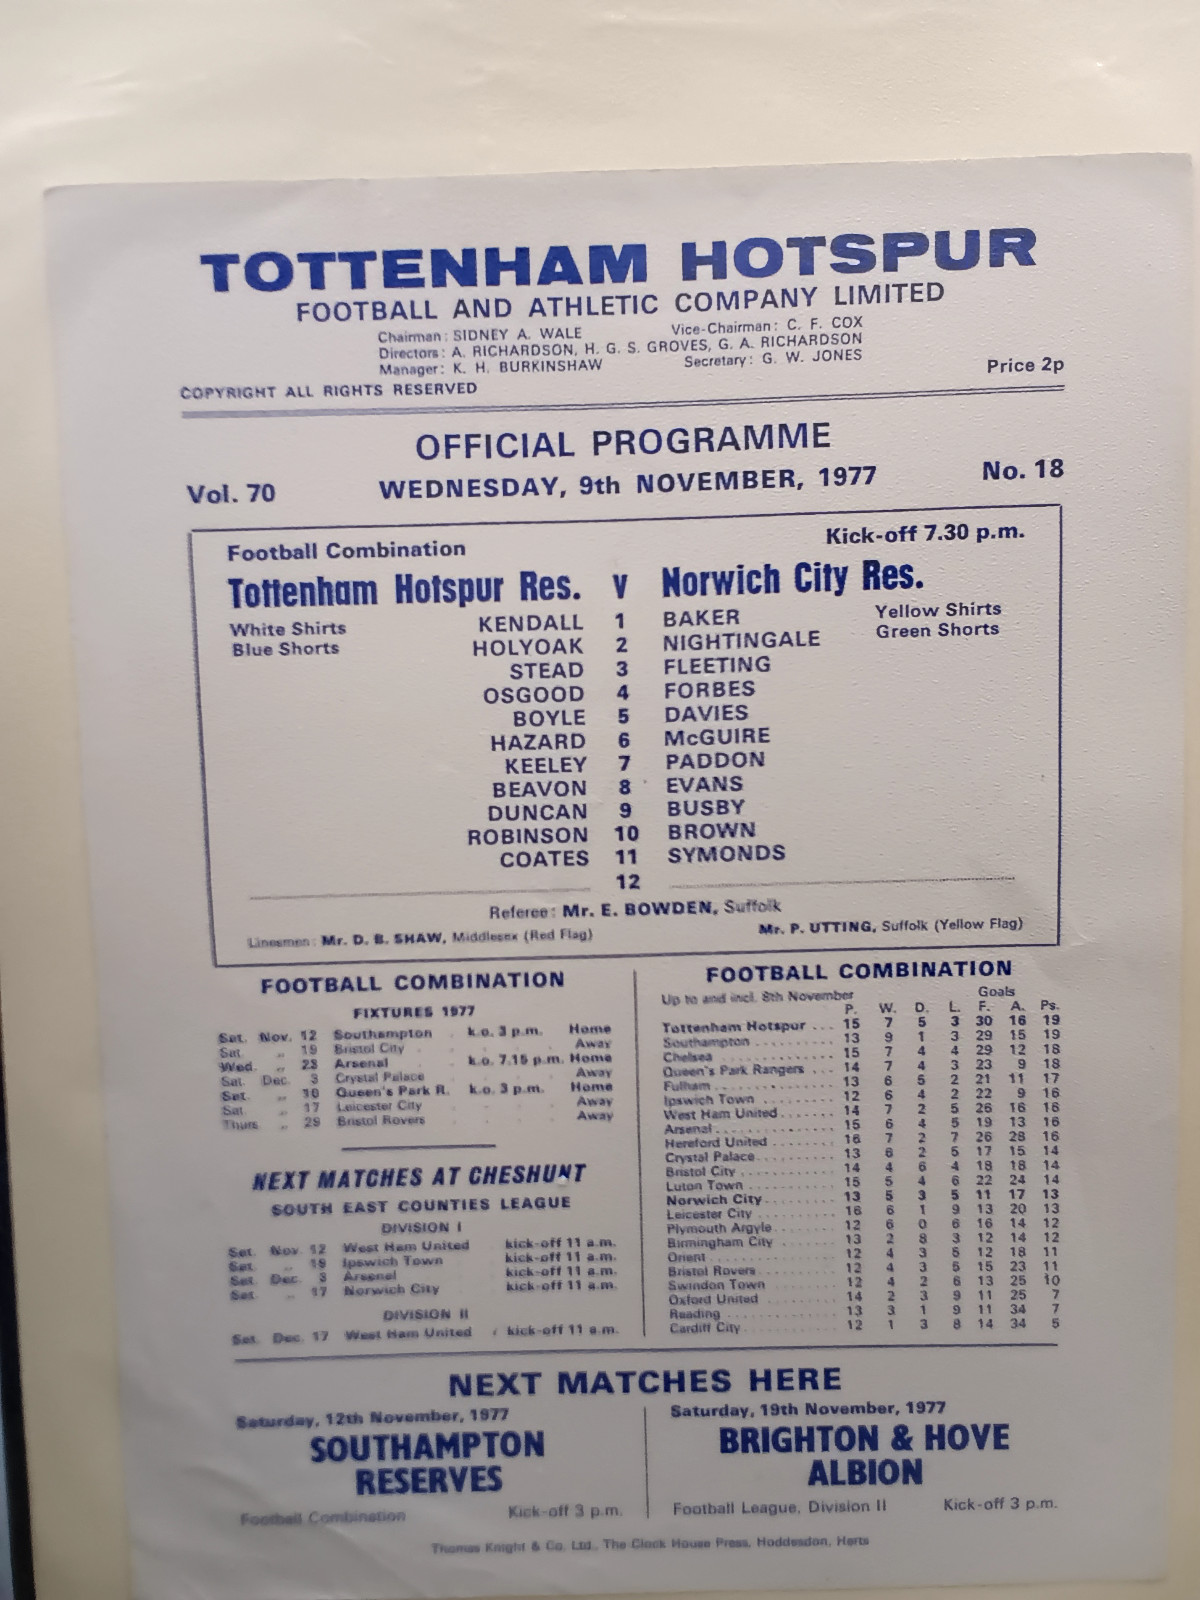 TOTTENHAM HOTSPUR
FOOTBALL AND ATHLETIC COMPANY LIMITED
Chairman: SIDNEY A. WALE Vice-Chairman: C. F. COX
Directors: A. RICHARDSON, H. G. S. GROVES, G. A. RICHARDSON
Manager: K. H. BURKINSHAW Secretary: G. W. JONES
Price 2p
COPYRIGHT ALL RIGHTS RESERVED
OFFICIAL PROGRAMME
Vol. 70 WEDNESDAY, 9th NOVEMBER, 1977 No. 18
Football Combination Kick-off 7.30 p.m.
Tottenham Hotspur Res. v Norwich City Res.
White Shirts KENDALL 1 BAKER Yellow Shirts
Blue Shorts HOLYOAK 2 NIGHTINGALE Green Shorts
STEAD 3 FLEETING
OSGOOD 4 FORBES
BOYLE 5 DAVIES
HAZARD 6 McGUIRE
KEELEY 7 PADDON
BEAVON 8 EVANS
DUNCAN 9 BUSBY
ROBINSON 10 BROWN
COATES 11 SYMONDS
12
Referee: Mr. E. BOWDEN, Suffolk
Linesmen: Mr. D. B. SHAW, Middlesex (Red Flag) Mr. P. UTTING, Suffolk (Yellow Flag)
FOOTBALL COMBINATION
FIXTURES 1977
Sat. Nov. 12 Southampton . k.o. 3 p.m. Home
Sat. „ 19 Bristol City . . . Away
Wed. „ 23 Arsenal . k.o. 7.15 p.m. Home
Sat. Dec. 3 Crystal Palace . . . Away
Sat. „ 10 Queen's Park R. k.o. 3 p.m. Home
Sat „ 17 Leicester City . . . Away
Thurs „ 29 Bristol Rovers . . . Away
NEXT MATCHES AT CHESHUNT
SOUTH EAST COUNTIES LEAGUE
DIVISION I
Sat. Nov. 12 West Ham United kick-off 11 a.m.
Sat. „ 19 Ipswich Town kick-off 11 a.m.
Sat. Dec. 3 Arsenal kick-off 11 a.m.
Sat. „ 17 Norwich City kick-off 11 a.m.
DIVISION II
Sat. Dec. 17 West Ham United kick-off 11 a.m.
FOOTBALL COMBINATION
Up to and incl. 8th November Goals
P. W. D. L. F. A. Ps.
Tottenham Hotspur ... 15 7 5 3 30 16 19
Southampton 13 9 1 3 29 15 19
Chelsea 15 7 4 4 29 12 18
Queen's Park Rangers ... 14 7 4 3 23 9 18
Fulham 13 6 5 2 21 11 17
Ipswich Town 12 6 4 2 22 9 16
West Ham United 14 7 2 5 26 16 16
Arsenal 15 6 4 5 19 13 16
Hereford United 16 7 2 7 26 28 16
Crystal Palace 13 6 2 5 17 15 14
Bristol City 14 4 6 4 18 18 14
Luton Town 15 5 4 6 22 24 14
Norwich City 13 5 3 5 11 17 13
Leicester City 16 6 1 9 13 20 13
Plymouth Argyle 12 6 0 6 16 14 12
Birmingham City 13 2 8 3 12 14 12
Orient 12 4 3 5 12 18 11
Bristol Rovers 12 4 3 5 15 23 11
Swindon Town 12 4 2 6 13 25 10
Oxford United 14 2 3 9 11 25 7
Reading 13 3 1 9 11 34 7
Cardiff City 12 1 3 8 14 34 5
NEXT MATCHES HERE
Saturday, 12th November, 1977
SOUTHAMPTON
RESERVES
Football Combination Kick-off 3 p.m.
Saturday, 19th November, 1977
BRIGHTON & HOVE
ALBION
Football League, Division II Kick-off 3 p.m.
Thomas Knight & Co. Ltd., The Clock House Press, Hoddesdon, Herts